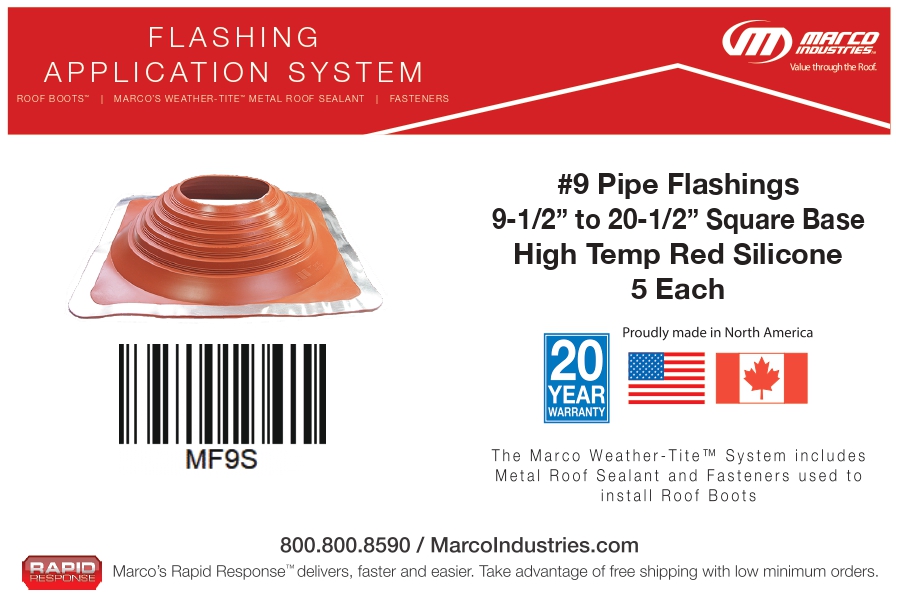 FLASHING
APPLICATION SYSTEM
ROOF BOOTS™ | MARCO'S WEATHER-TITE™ METAL ROOF SEALANT | FASTENERS
MARCO
INDUSTRIES™
Value through the Roof.
#9 Pipe Flashings
9-1/2” to 20-1/2” Square Base
High Temp Red Silicone
5 Each
Proudly made in North America
20
YEAR
WARRANTY
MF9S
The Marco Weather-Tite™ System includes
Metal Roof Sealant and Fasteners used to
install Roof Boots
800.800.8590 / MarcoIndustries.com
RAPID
RESPONSE
Marco's Rapid Response™ delivers, faster and easier. Take advantage of free shipping with low minimum orders.